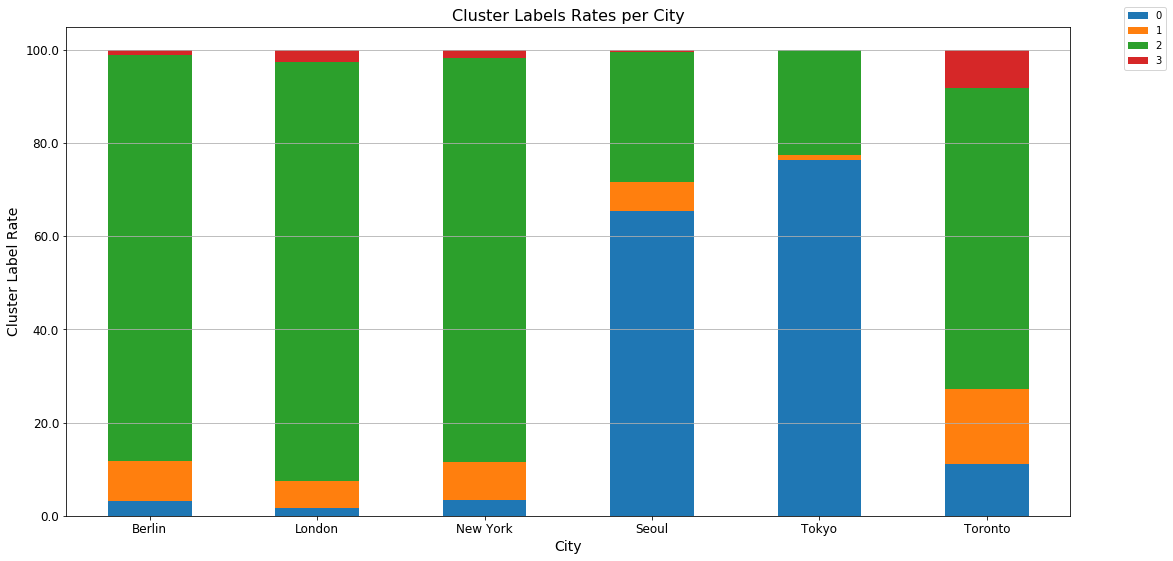 Cluster Labels Rates per City
0
1
2
3
100.0
80.0
60.0
40.0
20.0
0.0
Cluster Label Rate
Berlin
London
New York
Seoul
Tokyo
Toronto
City